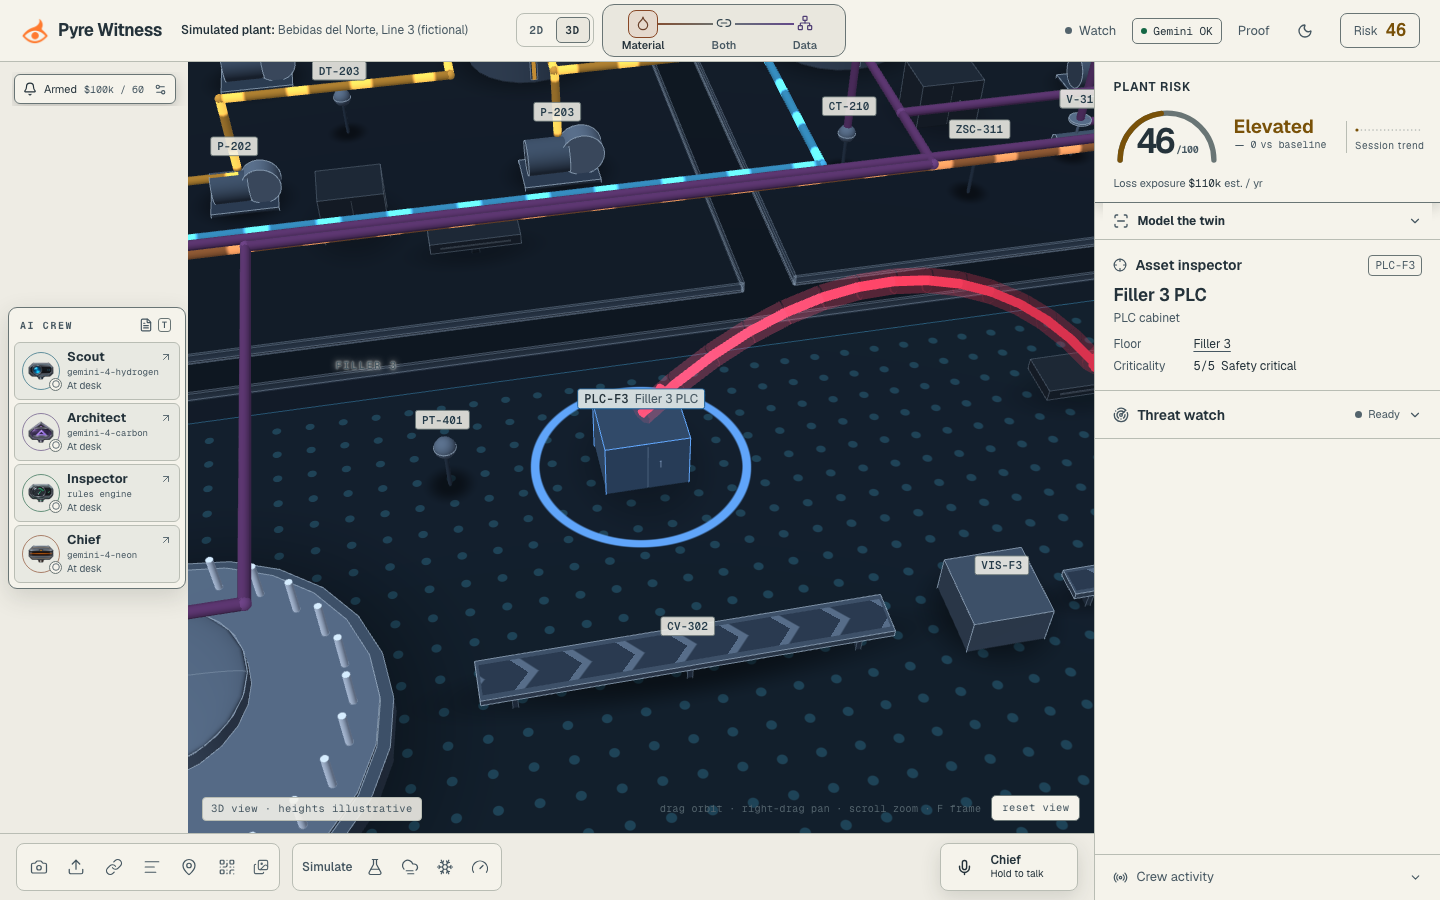 Pyre Witness
Simulated plant: Bebidas del Norte, Line 3 (fictional)
2D 3D
Material Both Data
Watch
Gemini OK
Proof
Risk 46
Armed $100k / 60
AI CREW
T
Scout
gemini-4-hydrogen
At desk
Architect
gemini-4-carbon
At desk
Inspector
rules engine
At desk
Chief
gemini-4-neon
At desk
DT-203
P-203
P-202
CT-210
V-31
ZSC-311
FILLER 3
PLC-F3 Filler 3 PLC
PT-401
VIS-F3
CV-302
3D view · heights illustrative
drag orbit · right-drag pan · scroll zoom · F frame
reset view
PLANT RISK
46/100
Elevated
— 0 vs baseline
Session trend
Loss exposure $110k est. / yr
Model the twin
Asset inspector
PLC-F3
Filler 3 PLC
PLC cabinet
Floor Filler 3
Criticality 5/5 Safety critical
Threat watch
Ready
Crew activity
Simulate
Chief
Hold to talk